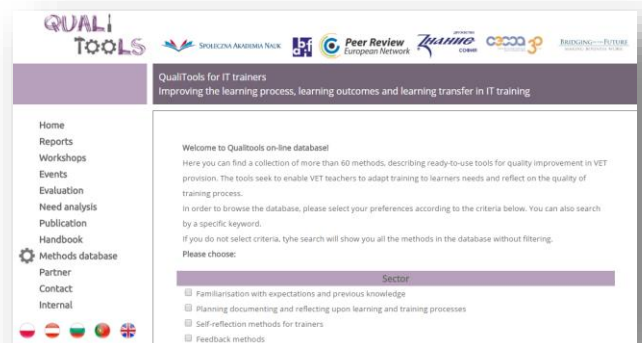 QUALI
TOOLS
SPOŁECZNA AKADEMIA NAUK
Peer Review
European Network
ЗНАНИЕ
СОФИЯ
BRIDGING TO THE FUTURE
QualiTools for IT trainers
Improving the learning process, learning outcomes and learning transfer in IT training
Home
Reports
Workshops
Events
Evaluation
Need analysis
Publication
Handbook
Methods database
Partner
Contact
Internal
Welcome to Qualitools on-line database!
Here you can find a collection of more than 60 methods, describing ready-to-use tools for quality improvement in VET
provision. The tools seek to enable VET teachers to adapt training to learners needs and reflect on the quality of
training process.
In order to browse the database, please select your preferences according to the criteria below. You can also search
by a specific keyword.
If you do not select criteria, tyhe search will show you all the methods in the database without filtering.
Please choose:
Sector
Familiarisation with expectations and previous knowledge
Planning documenting and reflecting upon learning and training processes
Self-reflection methods for trainers
Feedback methods